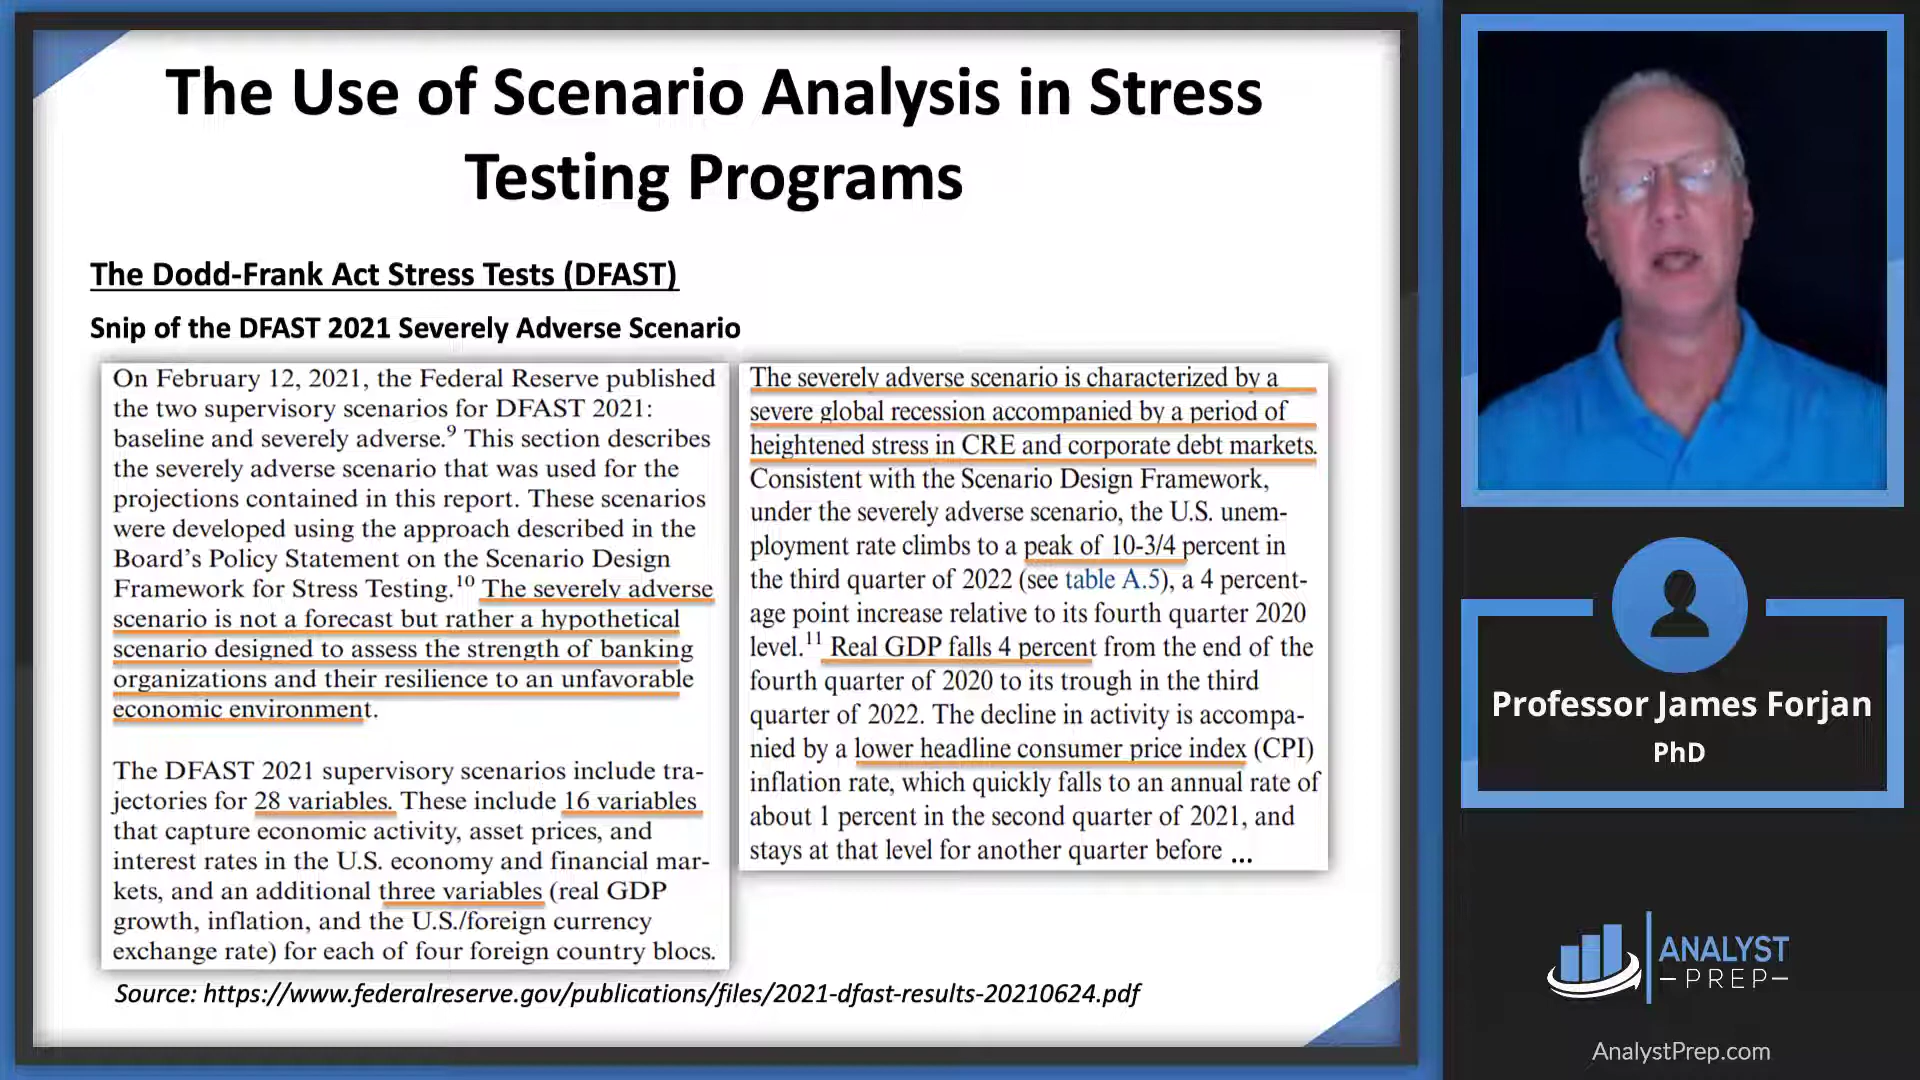 The Use of Scenario Analysis in Stress
Testing Programs
The Dodd-Frank Act Stress Tests (DFAST)
Snip of the DFAST 2021 Severely Adverse Scenario
On February 12, 2021, the Federal Reserve published
the two supervisory scenarios for DFAST 2021:
baseline and severely adverse.9 This section describes
the severely adverse scenario that was used for the
projections contained in this report. These scenarios
were developed using the approach described in the
Board's Policy Statement on the Scenario Design
Framework for Stress Testing.10 The severely adverse
scenario is not a forecast but rather a hypothetical
scenario designed to assess the strength of banking
organizations and their resilience to an unfavorable
economic environment.
The DFAST 2021 supervisory scenarios include tra-
jectories for 28 variables. These include 16 variables
that capture economic activity, asset prices, and
interest rates in the U.S. economy and financial mar-
kets, and an additional three variables (real GDP
growth, inflation, and the U.S./foreign currency
exchange rate) for each of four foreign country blocs.
The severely adverse scenario is characterized by a
severe global recession accompanied by a period of
heightened stress in CRE and corporate debt markets.
Consistent with the Scenario Design Framework,
under the severely adverse scenario, the U.S. unem-
ployment rate climbs to a peak of 10-3/4 percent in
the third quarter of 2022 (see table A.5), a 4 percent-
age point increase relative to its fourth quarter 2020
level.11 Real GDP falls 4 percent from the end of the
fourth quarter of 2020 to its trough in the third
quarter of 2022. The decline in activity is accompa-
nied by a lower headline consumer price index (CPI)
inflation rate, which quickly falls to an annual rate of
about 1 percent in the second quarter of 2021, and
stays at that level for another quarter before ...
Source: https://www.federalreserve.gov/publications/files/2021-dfast-results-20210624.pdf
Professor James Forjan
PhD
ANALYST
PREP
AnalystPrep.com